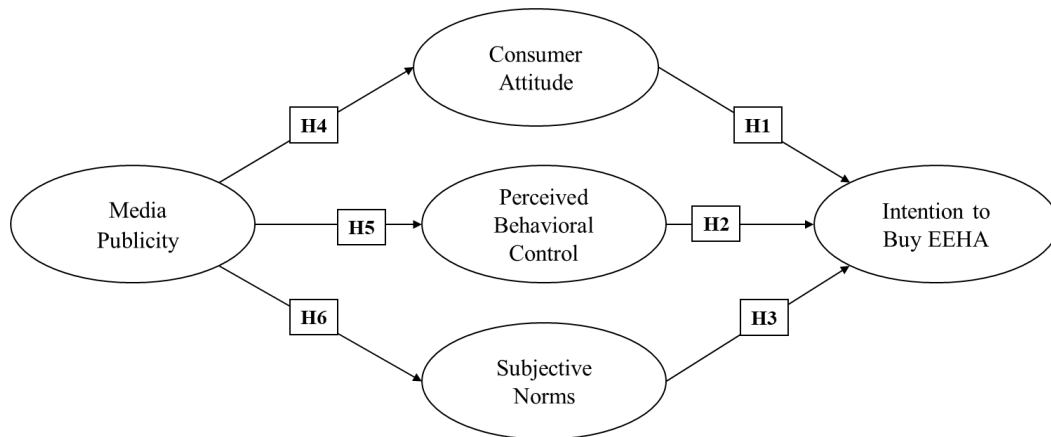 Consumer
Attitude
H4
H1
Media
Publicity
H5
Perceived
Behavioral
Control
H2
Intention to
Buy EEHA
H6
H3
Subjective
Norms